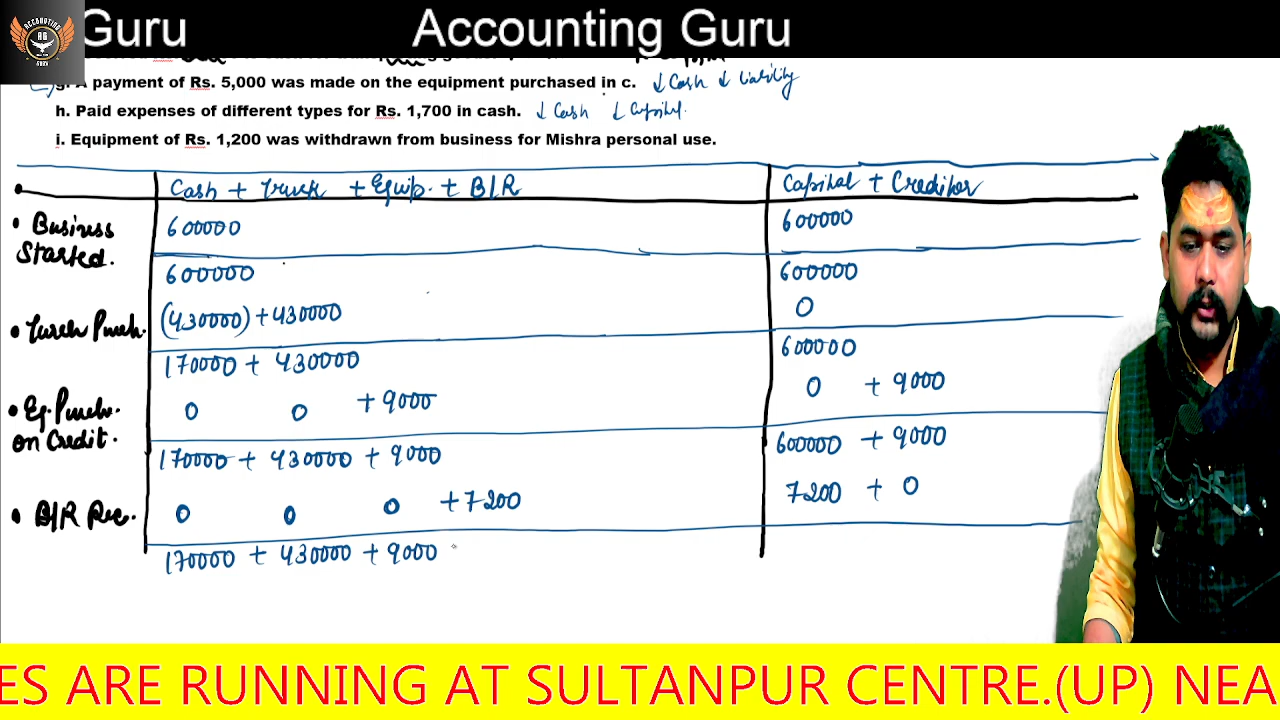 Guru Accounting Guru
ACCOUNTING
AG
GURU
g. A payment of Rs. 5,000 was made on the equipment purchased in c. ↓ Cash ↓ liability
h. Paid expenses of different types for Rs. 1,700 in cash. ↓ Cash ↓ Capital.
i. Equipment of Rs. 1,200 was withdrawn from business for Mishra personal use.
• Cash + Truck + Equip. + B/R Capital + Creditor
• Business Started. 600000 600000
600000 600000
(430000) + 430000 0
170000 + 430000 600000
• Eq. Purch. on Credit. 0 0 + 9000 0 + 9000
170000 + 430000 + 9000 600000 + 9000
• B/R Rec. 0 0 0 + 7200 7200 + 0
170000 + 430000 + 9000
ES ARE RUNNING AT SULTANPUR CENTRE.(UP) NEA